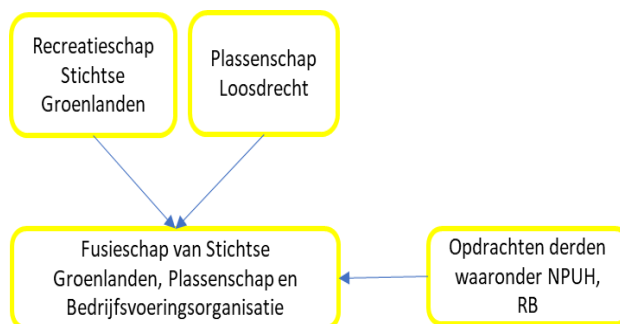 Recreatieschap
Stichtse
Groenlanden
Plassenschap
Loosdrecht
Fusieschap van Stichtse
Groenlanden, Plassenschap en
Bedrijfsvoeringsorganisatie
Opdrachten derden
waaronder NPUH,
RB